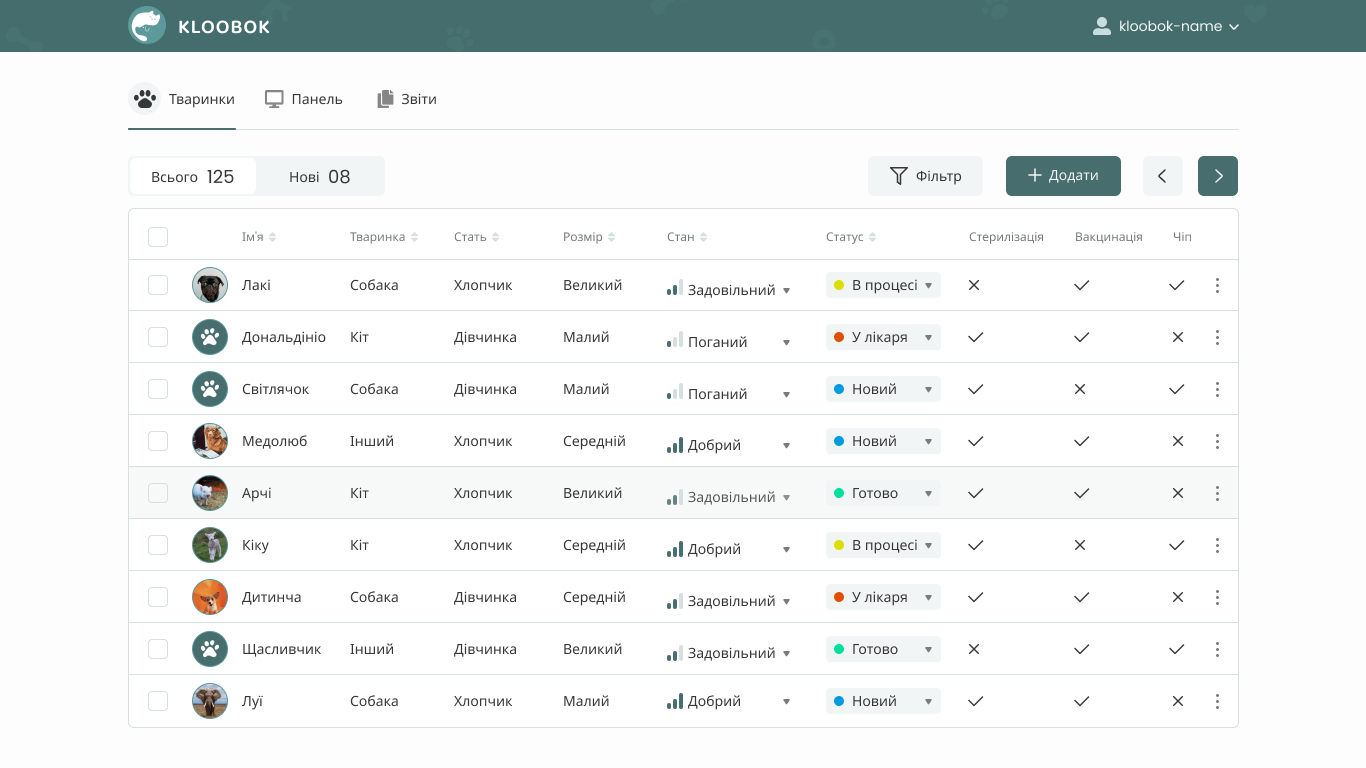 KLOOBOK
kloobok-name
Тваринки Панель Звіти
Всього 125 Нові 08 Фільтр + Додати
Ім'я Тваринка Стать Розмір Стан Статус Стерилізація Вакцинація Чіп
Лакі Собака Хлопчик Великий Задовільний В процесі
Дональдініо Кіт Дівчинка Малий Поганий У лікаря
Світлячок Собака Дівчинка Малий Поганий Новий
Медолюб Інший Хлопчик Середній Добрий Новий
Арчі Кіт Хлопчик Великий Задовільний Готово
Кіку Кіт Хлопчик Середній Добрий В процесі
Дитинча Собака Дівчинка Середній Задовільний У лікаря
Щасливчик Інший Дівчинка Великий Задовільний Готово
Луї Собака Хлопчик Малий Добрий Новий